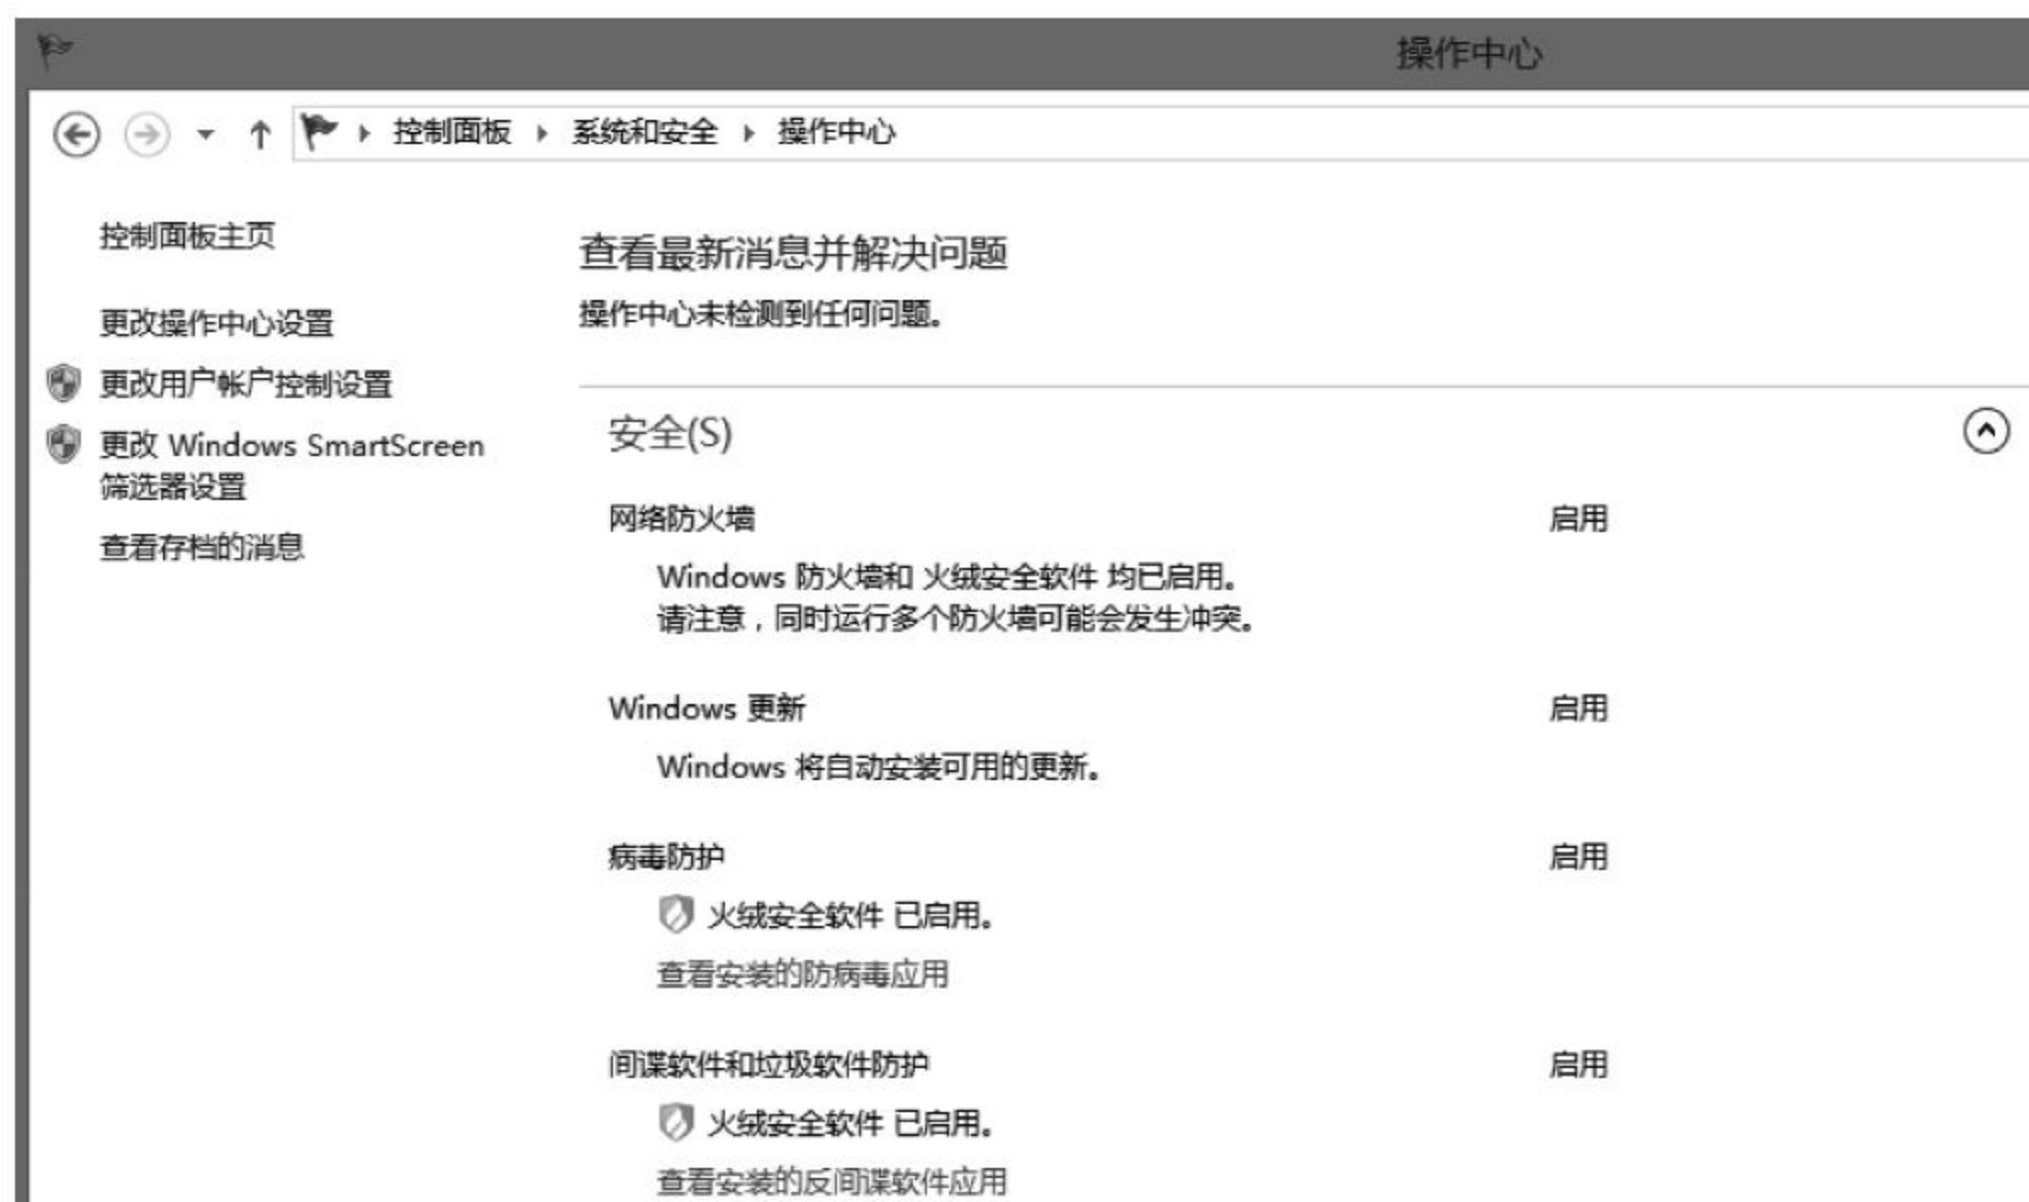 操作中心
控制面板 系统和安全 操作中心
控制面板主页
更改操作中心设置
更改用户帐户控制设置
更改 Windows SmartScreen
筛选器设置
查看存档的消息
查看最新消息并解决问题
操作中心未检测到任何问题。
安全(S)
网络防火墙 启用
Windows 防火墙和 火绒安全软件 均已启用。
请注意，同时运行多个防火墙可能会发生冲突。
Windows 更新 启用
Windows 将自动安装可用的更新。
病毒防护 启用
火绒安全软件 已启用。
查看安装的防病毒应用
间谍软件和垃圾软件防护 启用
火绒安全软件 已启用。
查看安装的反间谍软件应用